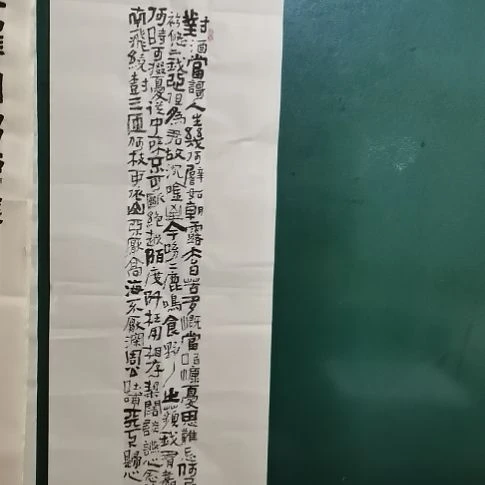 對酒當謌人生幾何譬如朝露去日苦多慨當以慷憂思難忘何
衿悠二我心但為君故沉吟至今呦二鹿鳴食野之苹我有嘉
何時可掇憂從中來不可斷絕越陌度阡枉用相存契闊談讌心念
南飛繞樹三匝何枝可依山不厭高海不厭深周公吐哺天下歸心